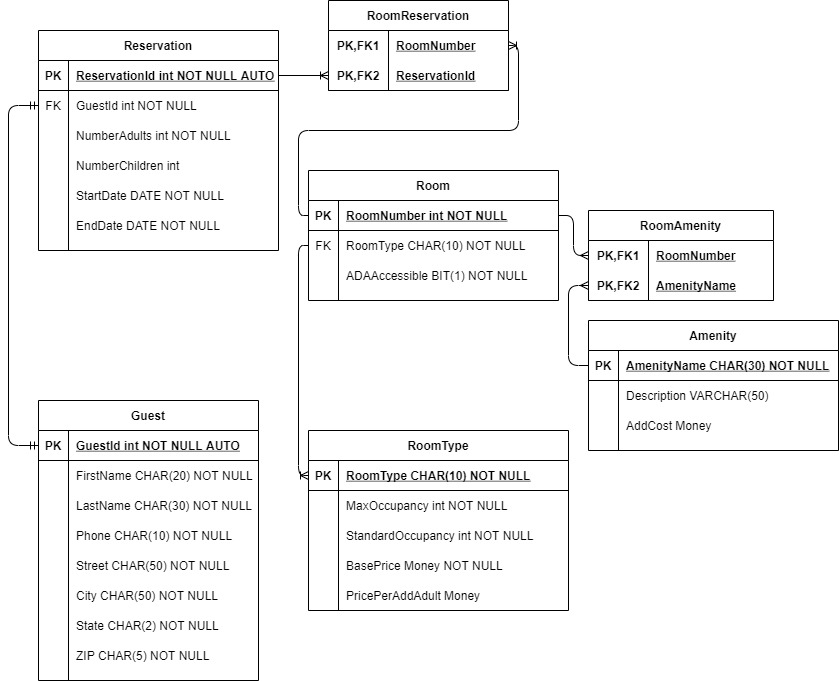 RoomReservation
PK,FK1 RoomNumber
PK,FK2 ReservationId
Reservation
PK ReservationId int NOT NULL AUTO
FK GuestId int NOT NULL
NumberAdults int NOT NULL
NumberChildren int
StartDate DATE NOT NULL
EndDate DATE NOT NULL
Room
PK RoomNumber int NOT NULL
FK RoomType CHAR(10) NOT NULL
ADAAccessible BIT(1) NOT NULL
RoomAmenity
PK,FK1 RoomNumber
PK,FK2 AmenityName
Amenity
PK AmenityName CHAR(30) NOT NULL
Description VARCHAR(50)
AddCost Money
Guest
PK GuestId int NOT NULL AUTO
FirstName CHAR(20) NOT NULL
LastName CHAR(30) NOT NULL
Phone CHAR(10) NOT NULL
Street CHAR(50) NOT NULL
City CHAR(50) NOT NULL
State CHAR(2) NOT NULL
ZIP CHAR(5) NOT NULL
RoomType
PK RoomType CHAR(10) NOT NULL
MaxOccupancy int NOT NULL
StandardOccupancy int NOT NULL
BasePrice Money NOT NULL
PricePerAddAdult Money